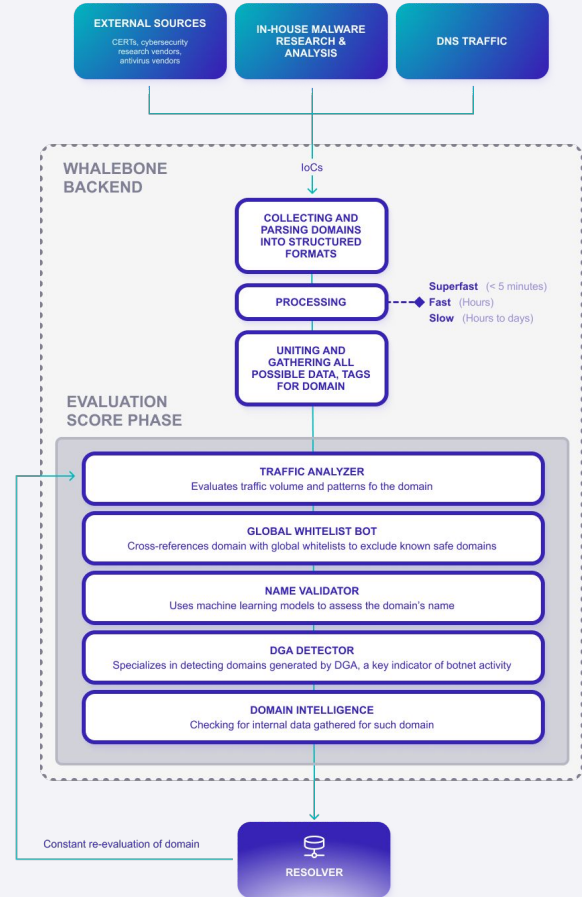 EXTERNAL SOURCES
CERTs, cybersecurity
research vendors,
antivirus vendors
IN-HOUSE MALWARE
RESEARCH &
ANALYSIS
DNS TRAFFIC
WHALEBONE
BACKEND
IoCs
COLLECTING AND
PARSING DOMAINS
INTO STRUCTURED
FORMATS
PROCESSING
Superfast (< 5 minutes)
Fast (Hours)
Slow (Hours to days)
UNITING AND
GATHERING ALL
POSSIBLE DATA, TAGS
FOR DOMAIN
EVALUATION
SCORE PHASE
TRAFFIC ANALYZER
Evaluates traffic volume and patterns fo the domain
GLOBAL WHITELIST BOT
Cross-references domain with global whitelists to exclude known safe domains
NAME VALIDATOR
Uses machine learning models to assess the domain's name
DGA DETECTOR
Specializes in detecting domains generated by DGA, a key indicator of botnet activity
DOMAIN INTELLIGENCE
Checking for internal data gathered for such domain
Constant re-evaluation of domain
RESOLVER